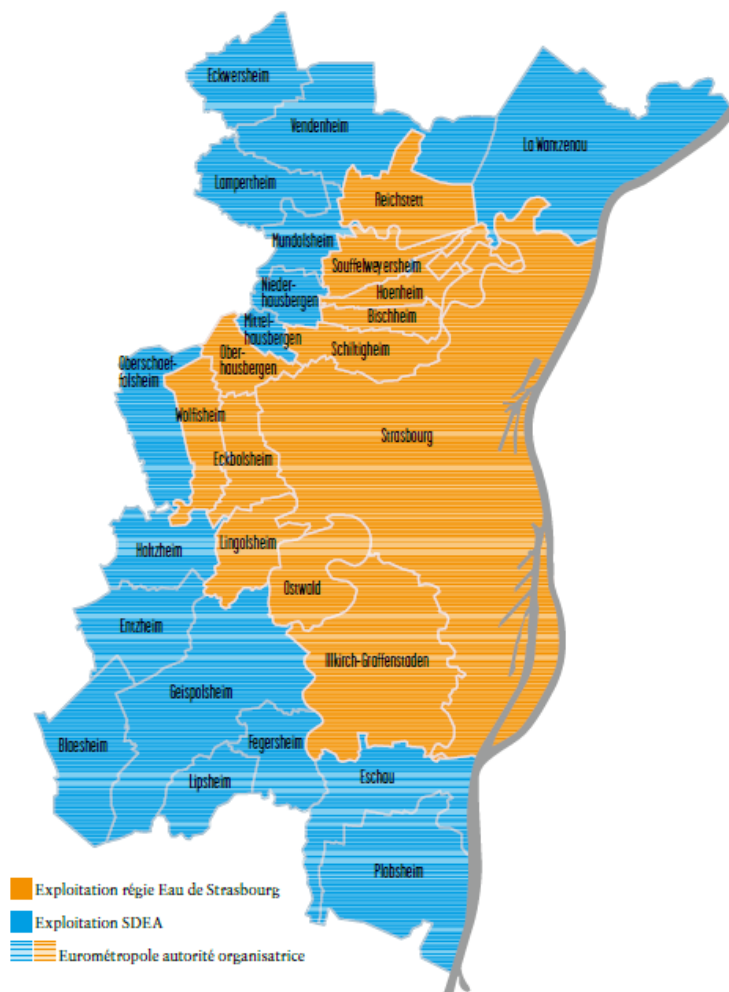 Eckwersheim
Vendenheim
La Wantzenau
Lampertheim
Reichstett
Mundolsheim
Souffelweyersheim
Nieder-
hausbergen
Hoenheim
Bischheim
Mittel-
hausbergen
Schiltigheim
Ober-
hausbergen
Oberschaef-
folsheim
Wolfisheim
Strasbourg
Eckbolsheim
Lingolsheim
Holtzheim
Ostwald
Entzheim
Illkirch-Graffenstaden
Geispolsheim
Blaesheim
Fegersheim
Lipsheim
Eschau
Plobsheim
Exploitation régie Eau de Strasbourg
Exploitation SDEA
Eurométropole autorité organisatrice